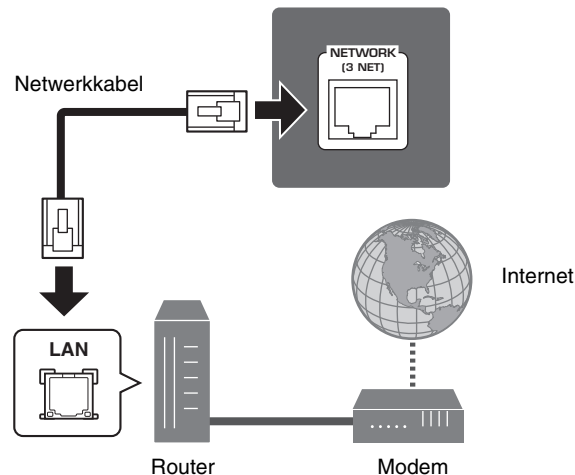 NETWORK
(3 NET)
Netwerkkabel
Internet
LAN
Router
Modem